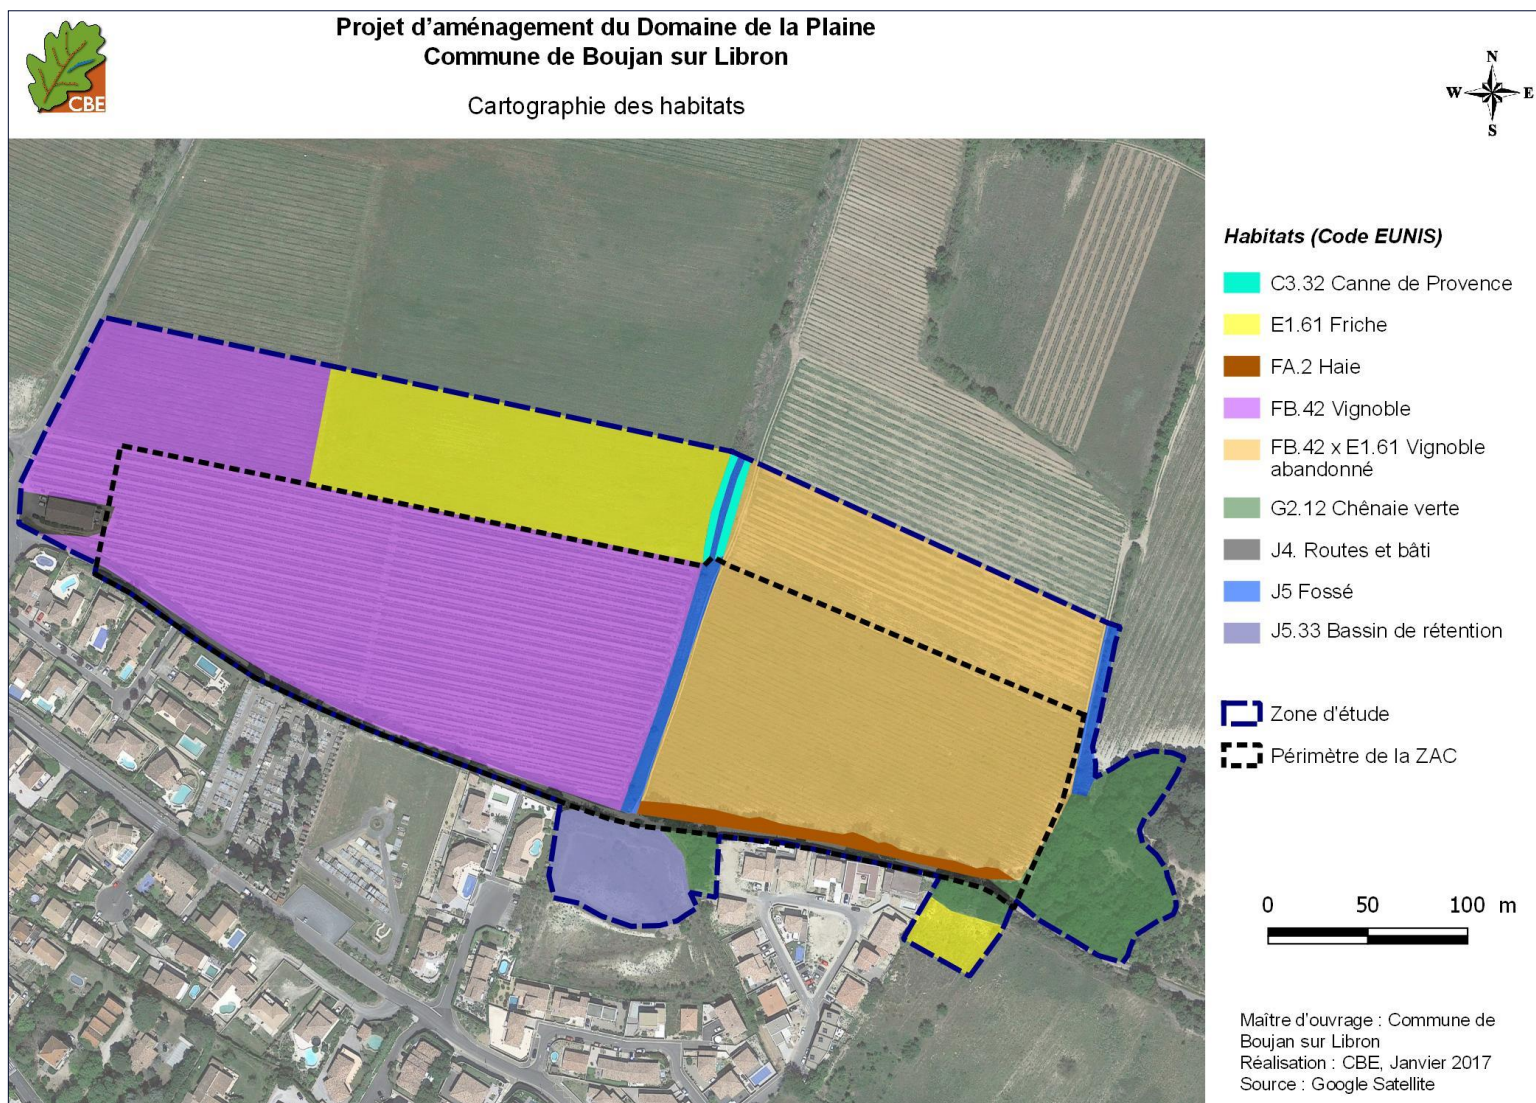 Projet d'aménagement du Domaine de la Plaine
Commune de Boujan sur Libron
Cartographie des habitats
CBE
N
W
E
S
Habitats (Code EUNIS)
C3.32 Canne de Provence
E1.61 Friche
FA.2 Haie
FB.42 Vignoble
FB.42 x E1.61 Vignoble
abandonné
G2.12 Chênaie verte
J4. Routes et bâti
J5 Fossé
J5.33 Bassin de rétention
Zone d'étude
Périmètre de la ZAC
0 50 100 m
Maître d'ouvrage : Commune de
Boujan sur Libron
Réalisation : CBE, Janvier 2017
Source : Google Satellite